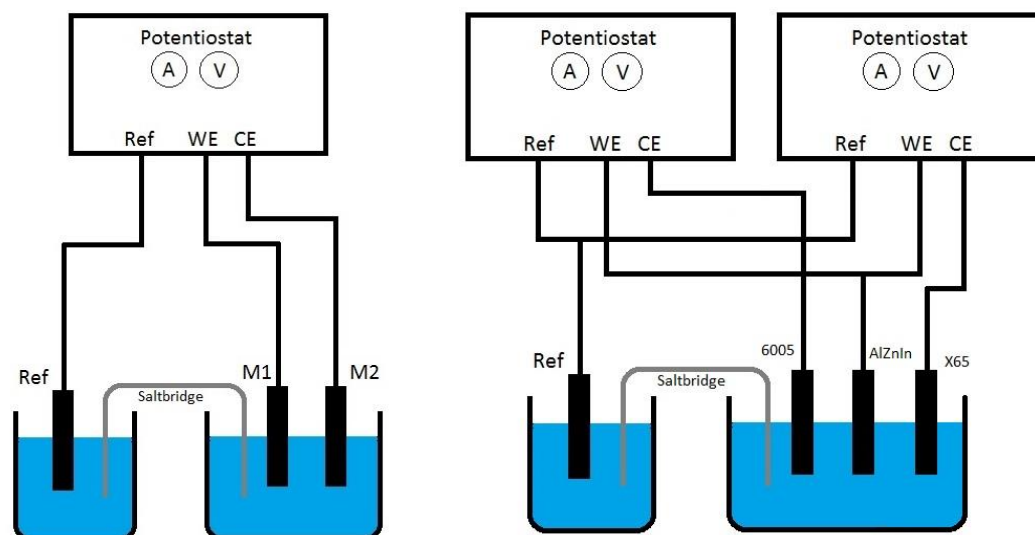 Potentiostat
A V
Ref WE CE
Ref
Saltbridge
M1
M2
Potentiostat
A V
Ref WE CE
Potentiostat
A V
Ref WE CE
Ref
Saltbridge
6005
AlZnIn
X65